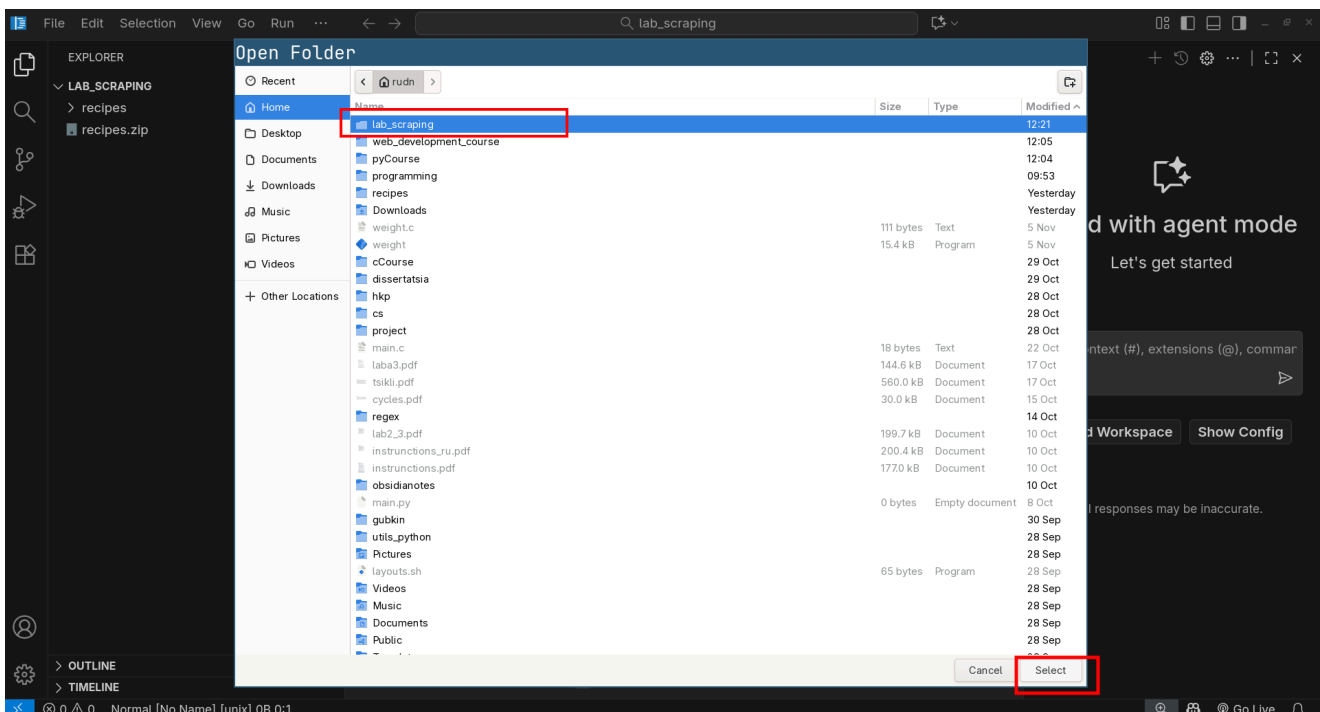 File Edit Selection View Go Run ··· lab_scraping
EXPLORER
LAB_SCRAPING
recipes
recipes.zip
OUTLINE
TIMELINE
Open Folder
Recent
Home
Desktop
Documents
Downloads
Music
Pictures
Videos
Other Locations
rudn
Name Size Type Modified
lab_scraping 12:21
web_development_course 12:05
pyCourse 12:04
programming 09:53
recipes Yesterday
Downloads Yesterday
weight.c 111 bytes Text 5 Nov
weight 15.4 kB Program 5 Nov
cCourse 29 Oct
dissertatsia 29 Oct
hkp 28 Oct
cs 28 Oct
project 28 Oct
main.c 18 bytes Text 22 Oct
laba3.pdf 144.6 kB Document 17 Oct
tsikli.pdf 560.0 kB Document 17 Oct
cycles.pdf 30.0 kB Document 15 Oct
regex 14 Oct
lab2_3.pdf 199.7 kB Document 10 Oct
instrunctions_ru.pdf 200.4 kB Document 10 Oct
instrunctions.pdf 177.0 kB Document 10 Oct
obsidianotes 10 Oct
main.py 0 bytes Empty document 8 Oct
gubkin 30 Sep
utils_python 28 Sep
Pictures 28 Sep
layouts.sh 65 bytes Program 28 Sep
Videos 28 Sep
Music 28 Sep
Documents 28 Sep
Public 28 Sep
Cancel Select
d with agent mode
Let's get started
ntext (#), extensions (@), commar
d Workspace Show Config
I responses may be inaccurate.
0 0 Normal [No Name] [unix] 0B 0:1 Go Live